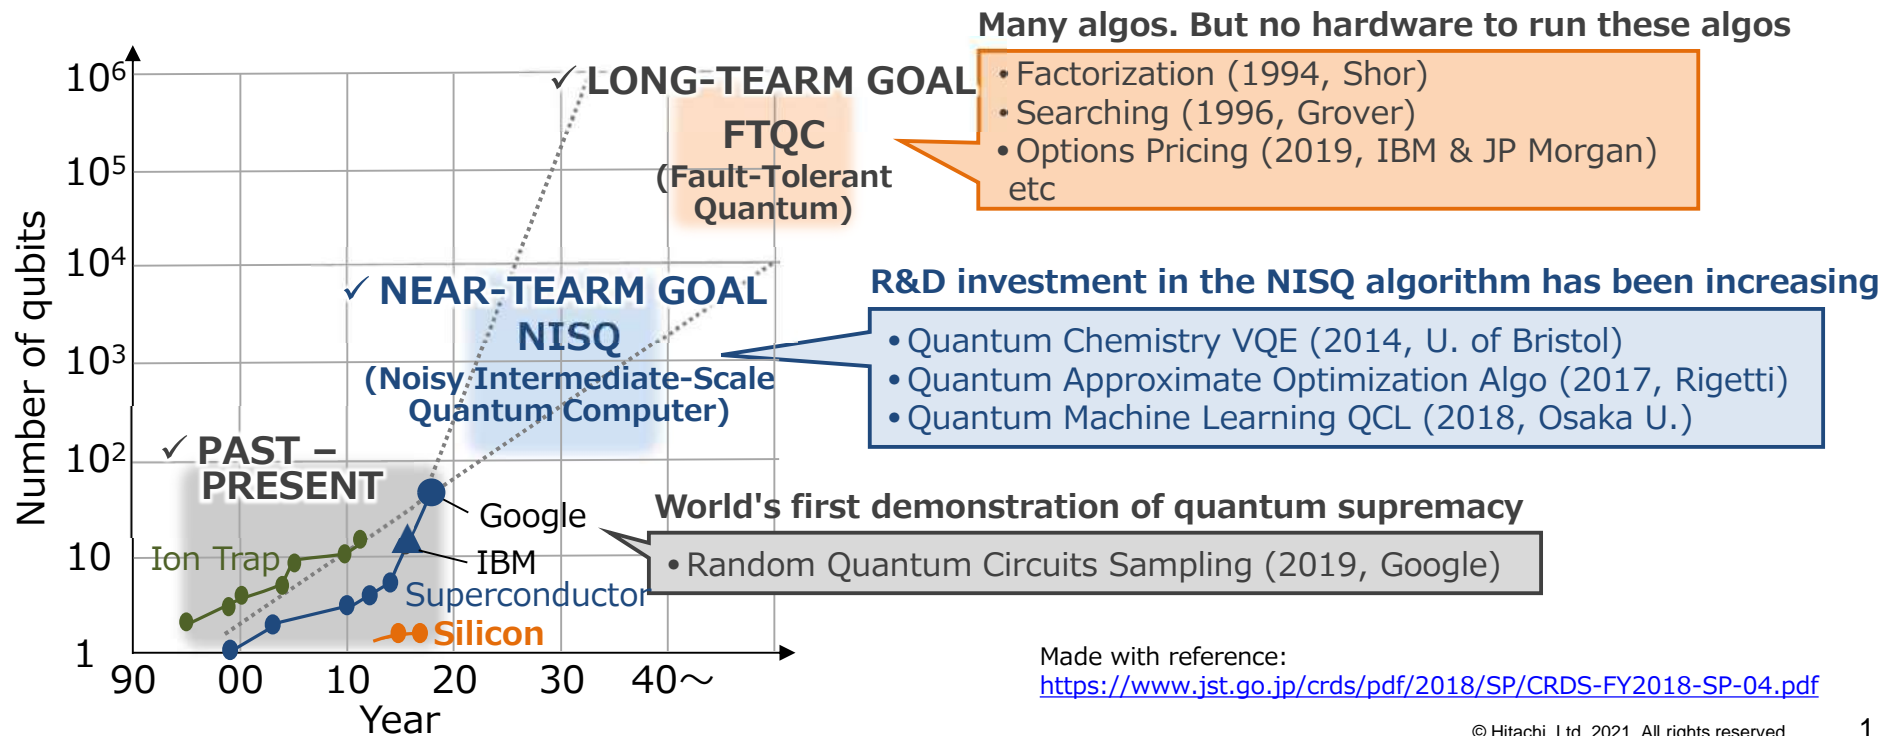 Many algos. But no hardware to run these algos
• Factorization (1994, Shor)
• Searching (1996, Grover)
• Options Pricing (2019, IBM & JP Morgan)
etc
✓ LONG-TEARM GOAL
FTQC
(Fault-Tolerant
Quantum)
R&D investment in the NISQ algorithm has been increasing
• Quantum Chemistry VQE (2014, U. of Bristol)
• Quantum Approximate Optimization Algo (2017, Rigetti)
• Quantum Machine Learning QCL (2018, Osaka U.)
✓ NEAR-TEARM GOAL
NISQ
(Noisy Intermediate-Scale
Quantum Computer)
✓ PAST –
PRESENT
World's first demonstration of quantum supremacy
• Random Quantum Circuits Sampling (2019, Google)
Google
IBM
Ion Trap
Superconductor
Silicon
Number of qubits
10⁶
10⁵
10⁴
10³
10²
10
1
90 00 10 20 30 40～
Year
Made with reference:
https://www.jst.go.jp/crds/pdf/2018/SP/CRDS-FY2018-SP-04.pdf
© Hitachi, Ltd. 2021. All rights reserved.
1